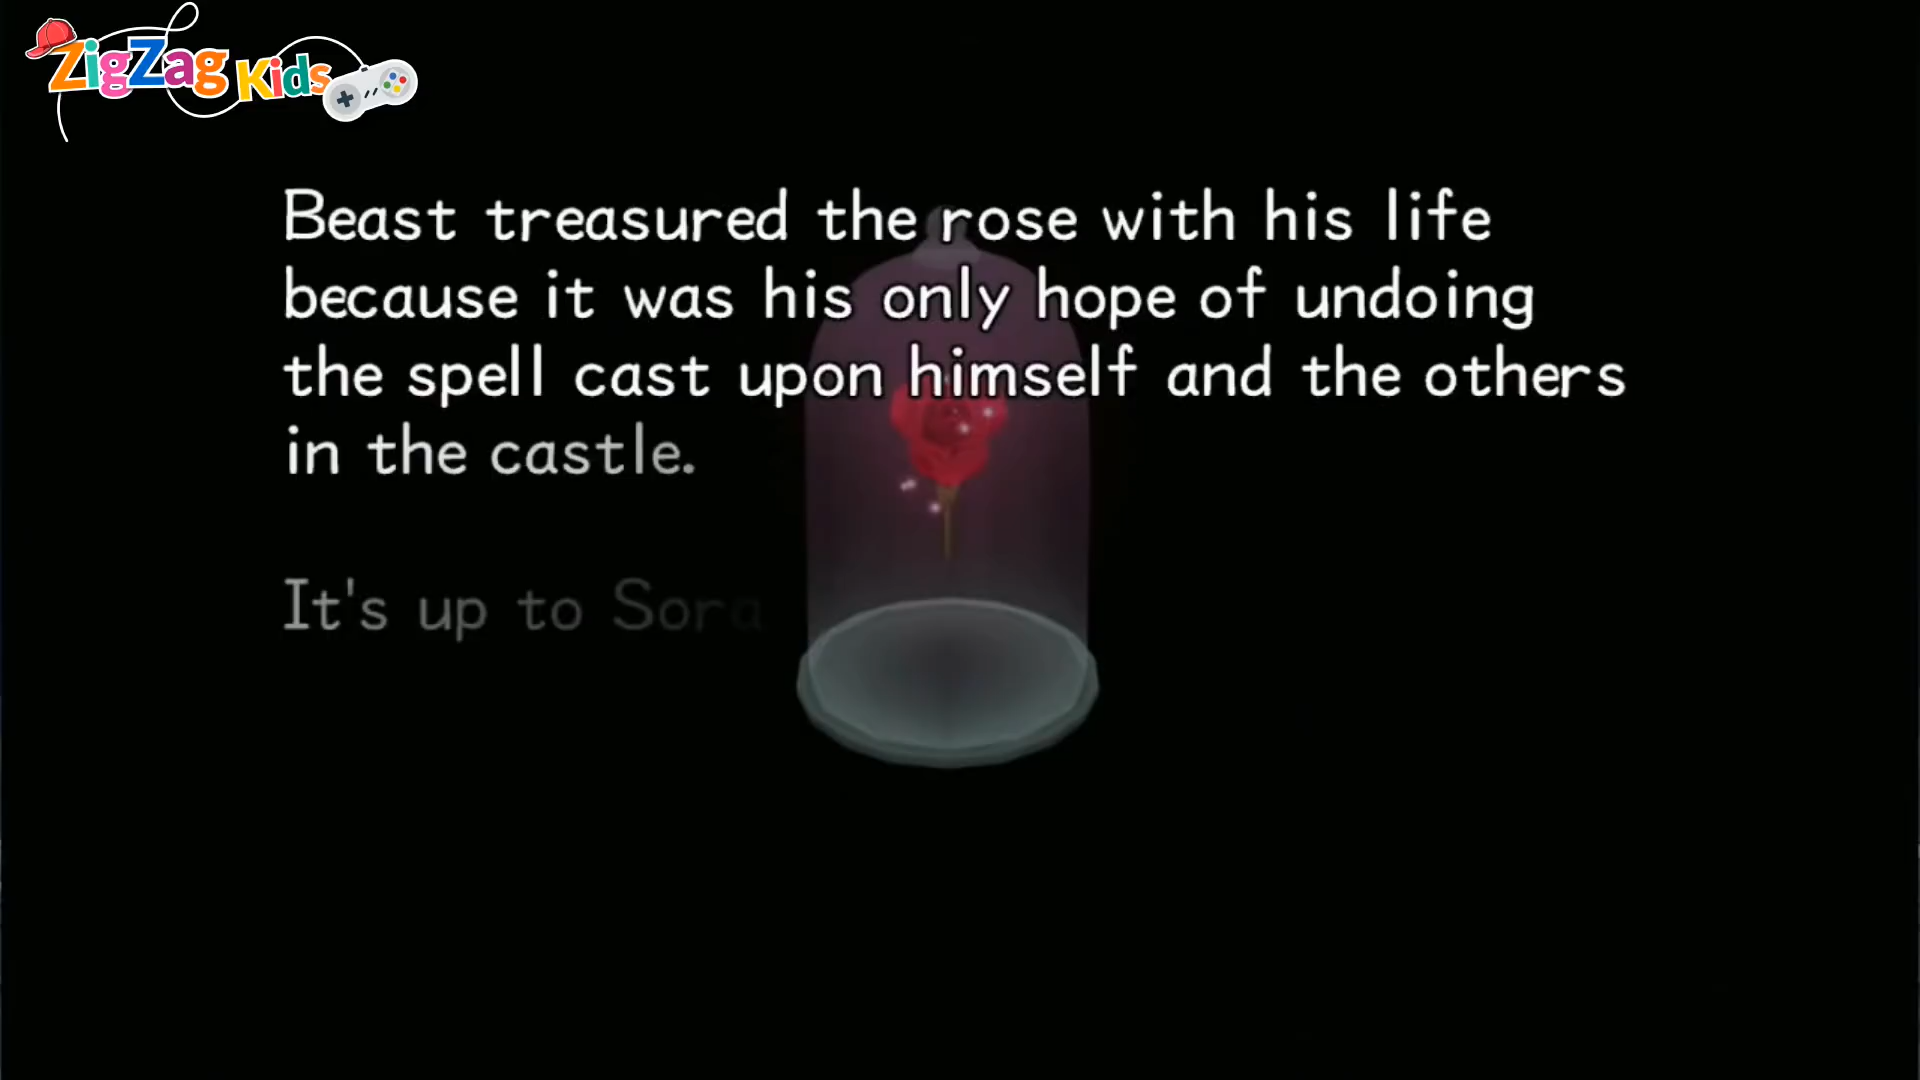 ZigZag Kids
Beast treasured the rose with his life
because it was his only hope of undoing
the spell cast upon himself and the others
in the castle.
It's up to Sora